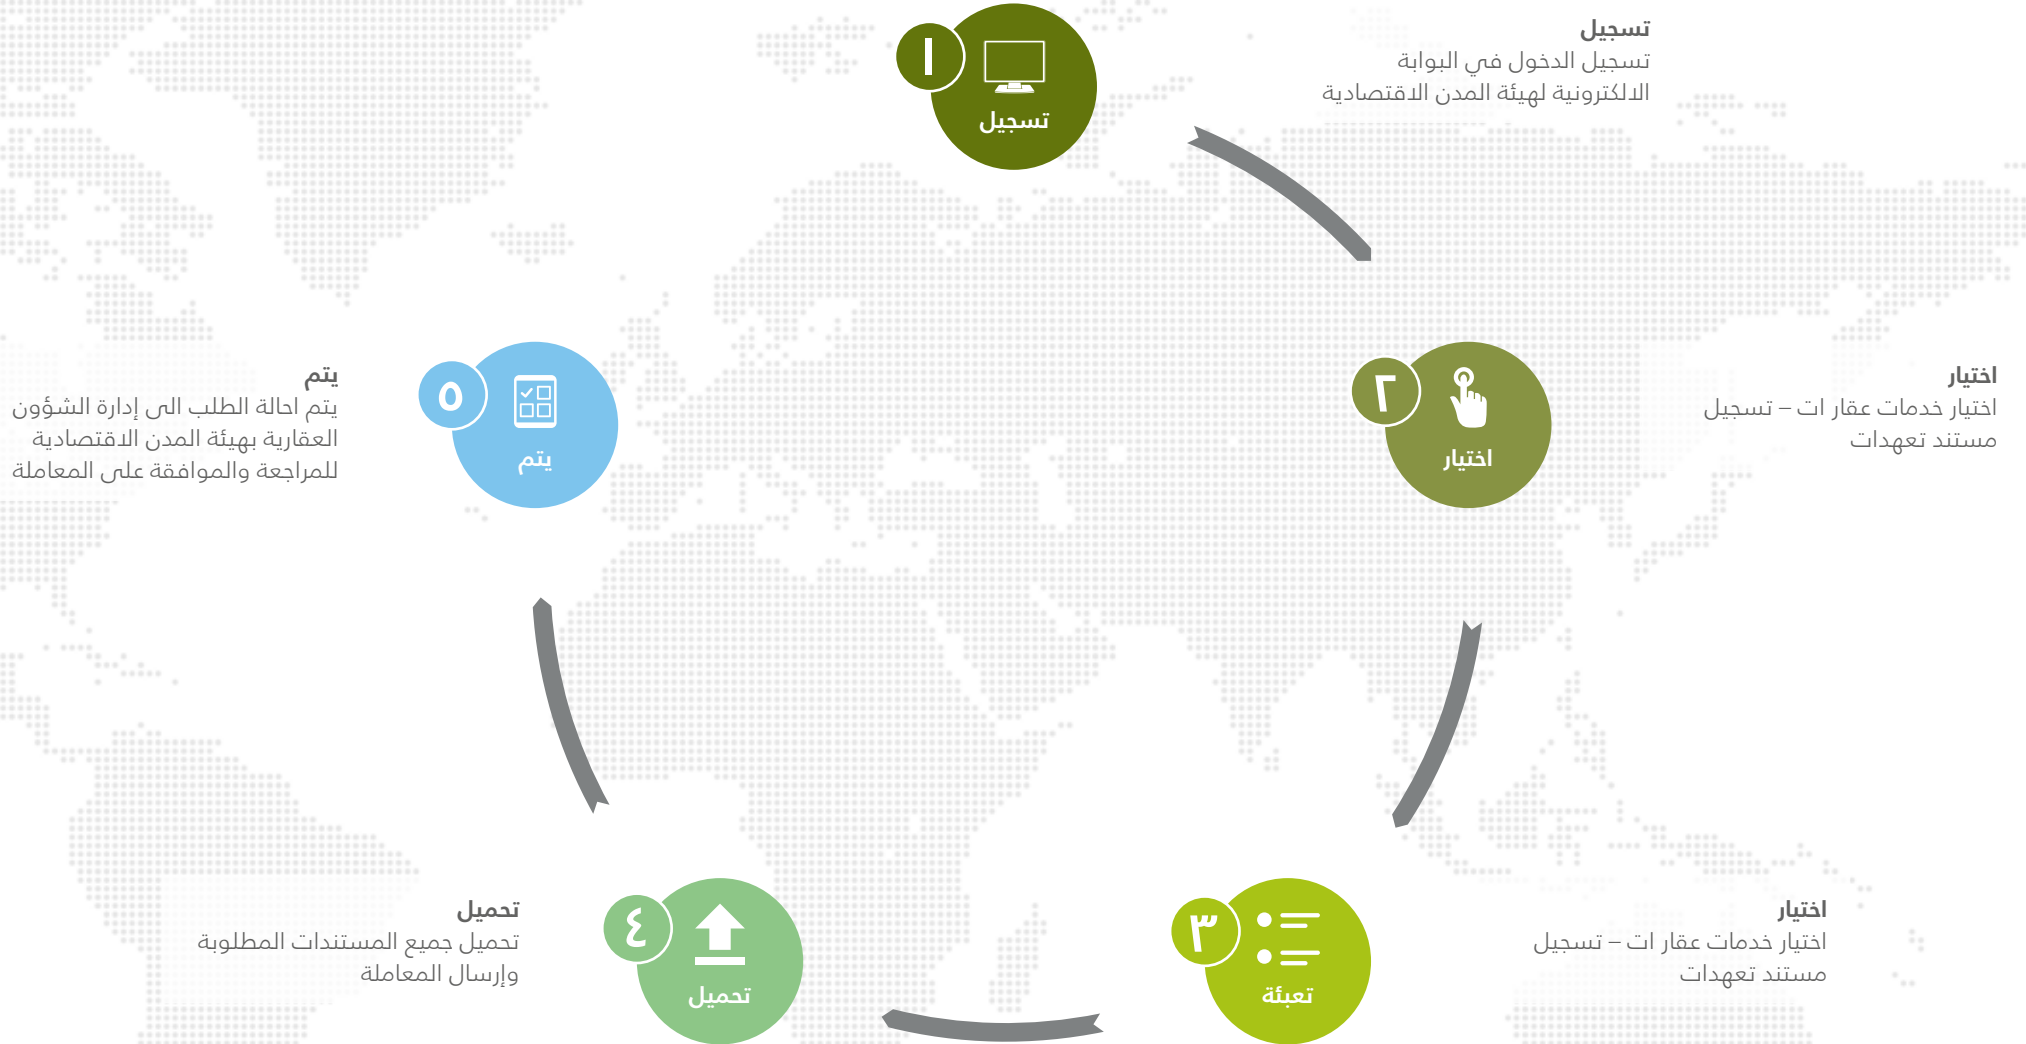 ١
تسجيل
تسجيل
تسجيل الدخول في البوابة
الالكترونية لهيئة المدن الاقتصادية
٢
اختيار
اختيار
اختيار خدمات عقار ات – تسجيل
مستند تعهدات
٣
تعبئة
اختيار
اختيار خدمات عقار ات – تسجيل
مستند تعهدات
٤
تحميل
تحميل
تحميل جميع المستندات المطلوبة
وإرسال المعاملة
٥
يتم
يتم
يتم احالة الطلب الى إدارة الشؤون
العقارية بهيئة المدن الاقتصادية
للمراجعة والموافقة على المعاملة